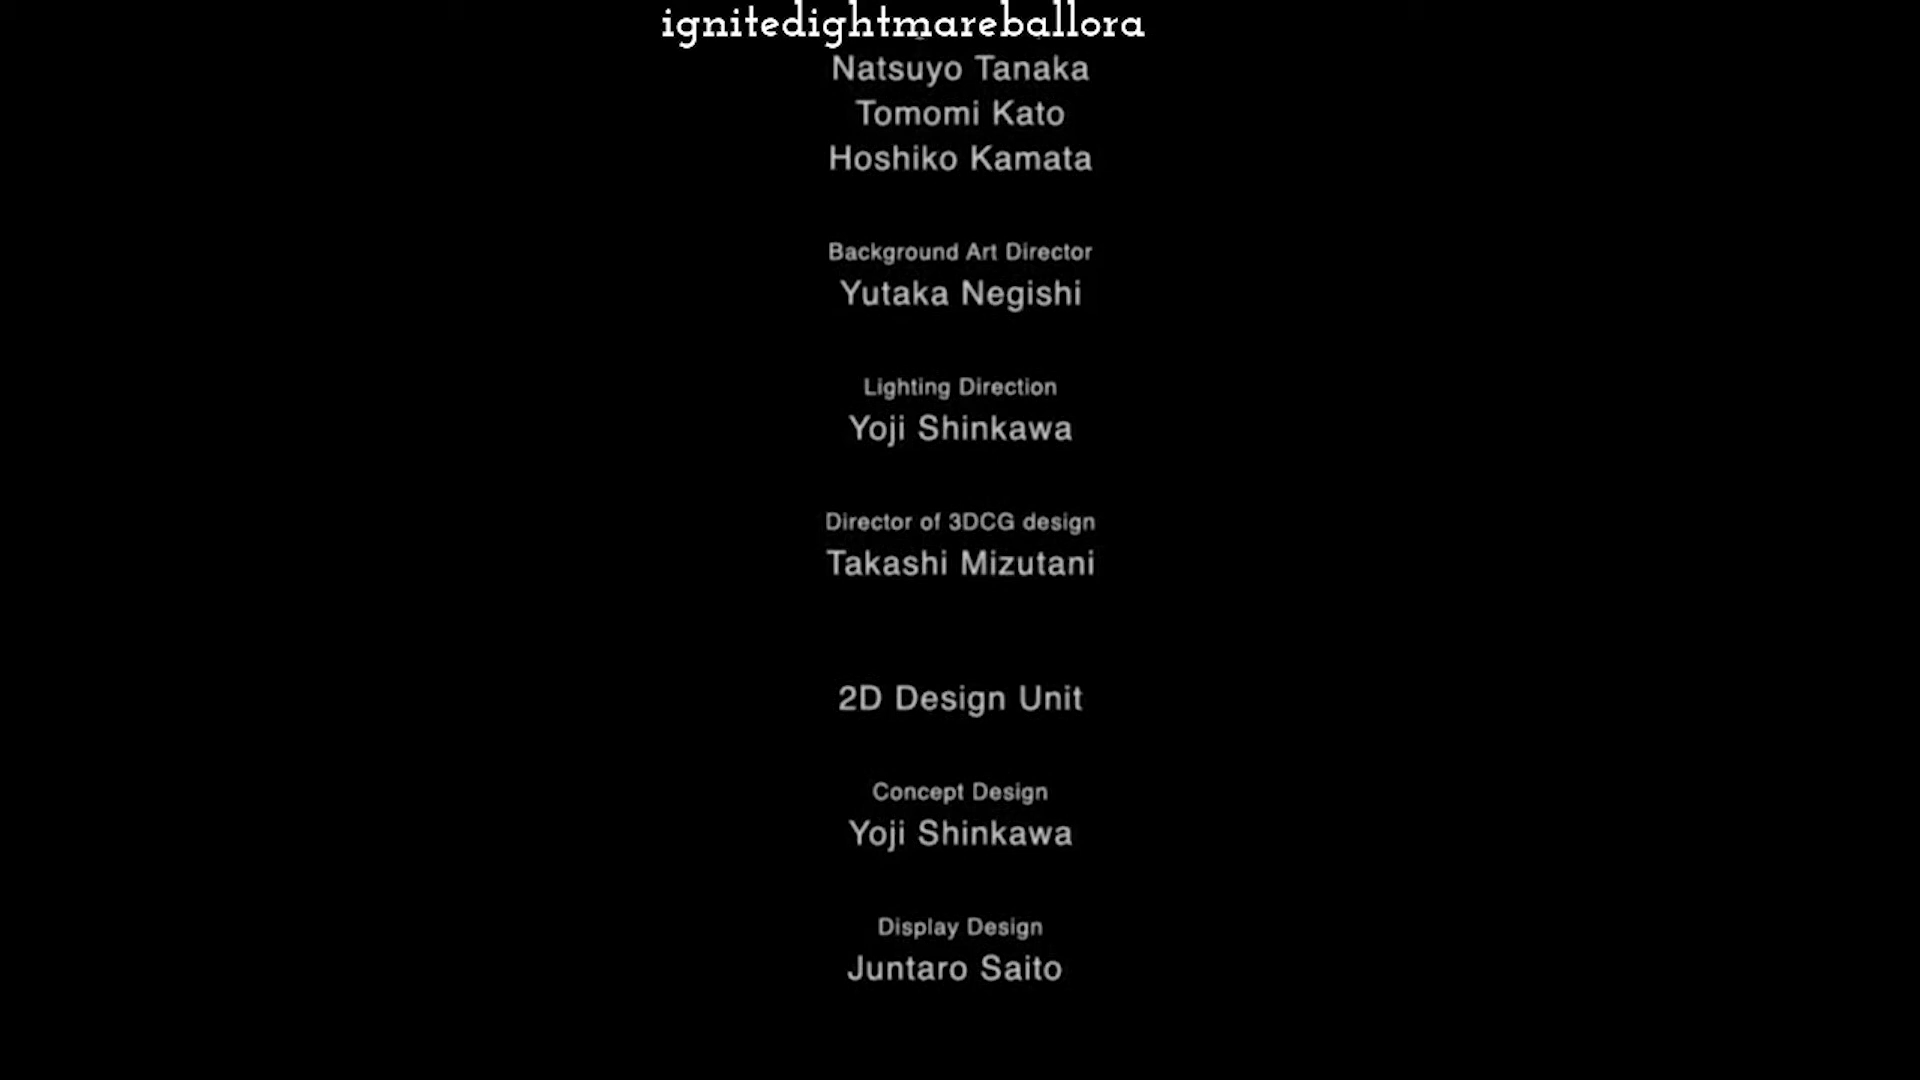 ignitedightmareballora
Natsuyo Tanaka
Tomomi Kato
Hoshiko Kamata
Background Art Director
Yutaka Negishi
Lighting Direction
Yoji Shinkawa
Director of 3DCG design
Takashi Mizutani
2D Design Unit
Concept Design
Yoji Shinkawa
Display Design
Juntaro Saito